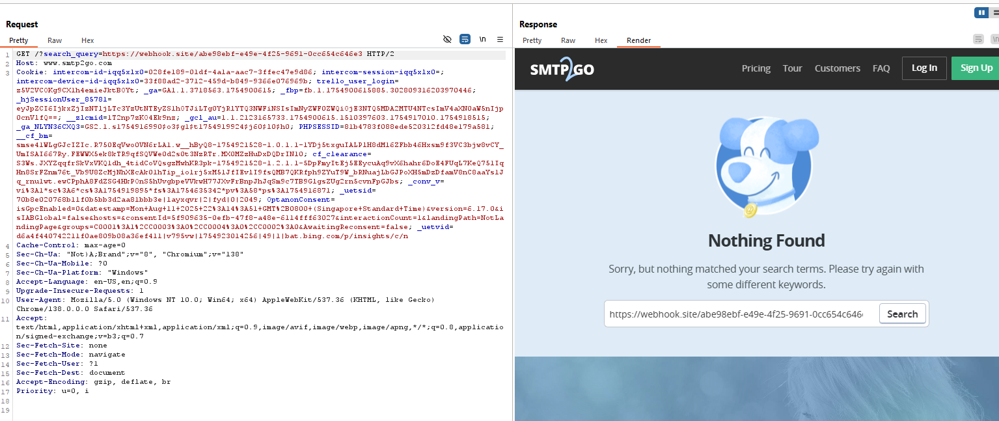 Request
Pretty Raw Hex
\n
1 GET /?search_query=https://webhook.site/abe98ebf-e49e-4f25-9691-0cc654c646e3 HTTP/2
2 Host: www.smtp2go.com
3 Cookie: intercom-id-iqq5xlx0=028fe189-01df-4a1a-aac7-3ffec47e9d86; intercom-session-iqq5xlx0=;
intercom-device-id-iqq5xlx0=33f88ad2-3712-459d-b849-9366e076969b; trello_user_login=
z5V2VCOKg9CX1h4emieJktB0Yt; _ga=GA1.1.3718563.1754900615; _fbp=fb.1.1754900615885.302809316203970446;
_hjSessionUser_85781=
eyJpZCI6IjkxZjIzNTljLTc3YzUtNTEyZS1hOTJiLTg0YjRlYTQ3NWFiNSIsImNyZWF0ZWQiOjE3NTQ5MDA2MTU4NTcsImV4aXN0aW5nIjp
0cnVlfQ==; __zlcmid=1T2np7zK04Ek9nz; _gcl_au=1.1.2123165733.1754900615.1510397603.1754917010.1754918515;
_ga_NLYN36CXQ3=GS2.1.s1754916990$o3$g1$t1754919924$j60$l0$h0; PHPSESSID=81b4783f088ede520312fd48e179a581;
__cf_bm=
smse41WLgGJcIZIc.R750EqVwo0VN6rLA1.w__hByQ8-1754921528-1.0.1.1-1YDj5txguIALP1H8dM16ZFbb46Hxsm9f3VC3bjw8vCY_
UmISAI667Ry.FEWWX5ek8kTR9qfSQVWe0d2s0t3NzRTr.MX0MZzHuDxDQDrIN10; cf_clearance=
S3Ws.JXYZqqfrSkVxVKQ1dh_4tidCoVQsgzMwhKR3pk-1754921528-1.2.1.1-5DpFmyItEj5EEycuAq9vX6hahr6DoE4FUqL7KeQ75lIq
Hn8SrFZnm76t_Vb9U8ZcMjNhXEcAk01hTip_iolrj5xM51JfIEvlI9fsQMB7QKRfph9ZYuT9W_bRNuajLbGJPoXH5mDzDfamV8nC8aaYs1J
q_rnulwt.ewCPphA8FdZSG4HkP0nS5hUvgbpeVVkwH77JXvFrBnpJhJqSm9c7TB9GlgsZUg2rn5cvnFpGJbs; _conv_v=
vi%3A1*sc%3A6*cs%3A1754919895*fs%3A1754635342*pv%3A58*ps%3A1754916871; _uetsid=
70b8e020768b11f0b5bb3d2aa81bbb3e|layxqvr|2|fyd|0|2049; OptanonConsent=
isGpcEnabled=0&datestamp=Mon+Aug+11+2025+22%3A14%3A51+GMT%2B0800+(Singapore+Standard+Time)&version=6.17.0&i
sIABGlobal=false&hosts=&consentId=5f909635-0efb-47f8-a48e-6114fff63027&interactionCount=1&landingPath=NotLa
ndingPage&groups=C0001%3A1%2CC0003%3A0%2CC0004%3A0%2CC0002%3A0&AwaitingReconsent=false; _uetvid=
d6a4f440742211f0ae809b08a36ef411|v795vw|1754923014256|49|1|bat.bing.com/p/insights/c/n
4 Cache-Control: max-age=0
5 Sec-Ch-Ua: "Not)A;Brand";v="8", "Chromium";v="138"
6 Sec-Ch-Ua-Mobile: ?0
7 Sec-Ch-Ua-Platform: "Windows"
8 Accept-Language: en-US,en;q=0.9
9 Upgrade-Insecure-Requests: 1
10 User-Agent: Mozilla/5.0 (Windows NT 10.0; Win64; x64) AppleWebKit/537.36 (KHTML, like Gecko)
Chrome/138.0.0.0 Safari/537.36
11 Accept:
text/html,application/xhtml+xml,application/xml;q=0.9,image/avif,image/webp,image/apng,*/*;q=0.8,applicatio
n/signed-exchange;v=b3;q=0.7
12 Sec-Fetch-Site: none
13 Sec-Fetch-Mode: navigate
14 Sec-Fetch-User: ?1
15 Sec-Fetch-Dest: document
16 Accept-Encoding: gzip, deflate, br
17 Priority: u=0, i
18
19
Response
Pretty Raw Hex Render
\n
SMTP2GO
Pricing Tour Customers FAQ Log In Sign Up
Nothing Found
Sorry, but nothing matched your search terms. Please try again with
some different keywords.
https://webhook.site/abe98ebf-e49e-4f25-9691-0cc654c646 Search